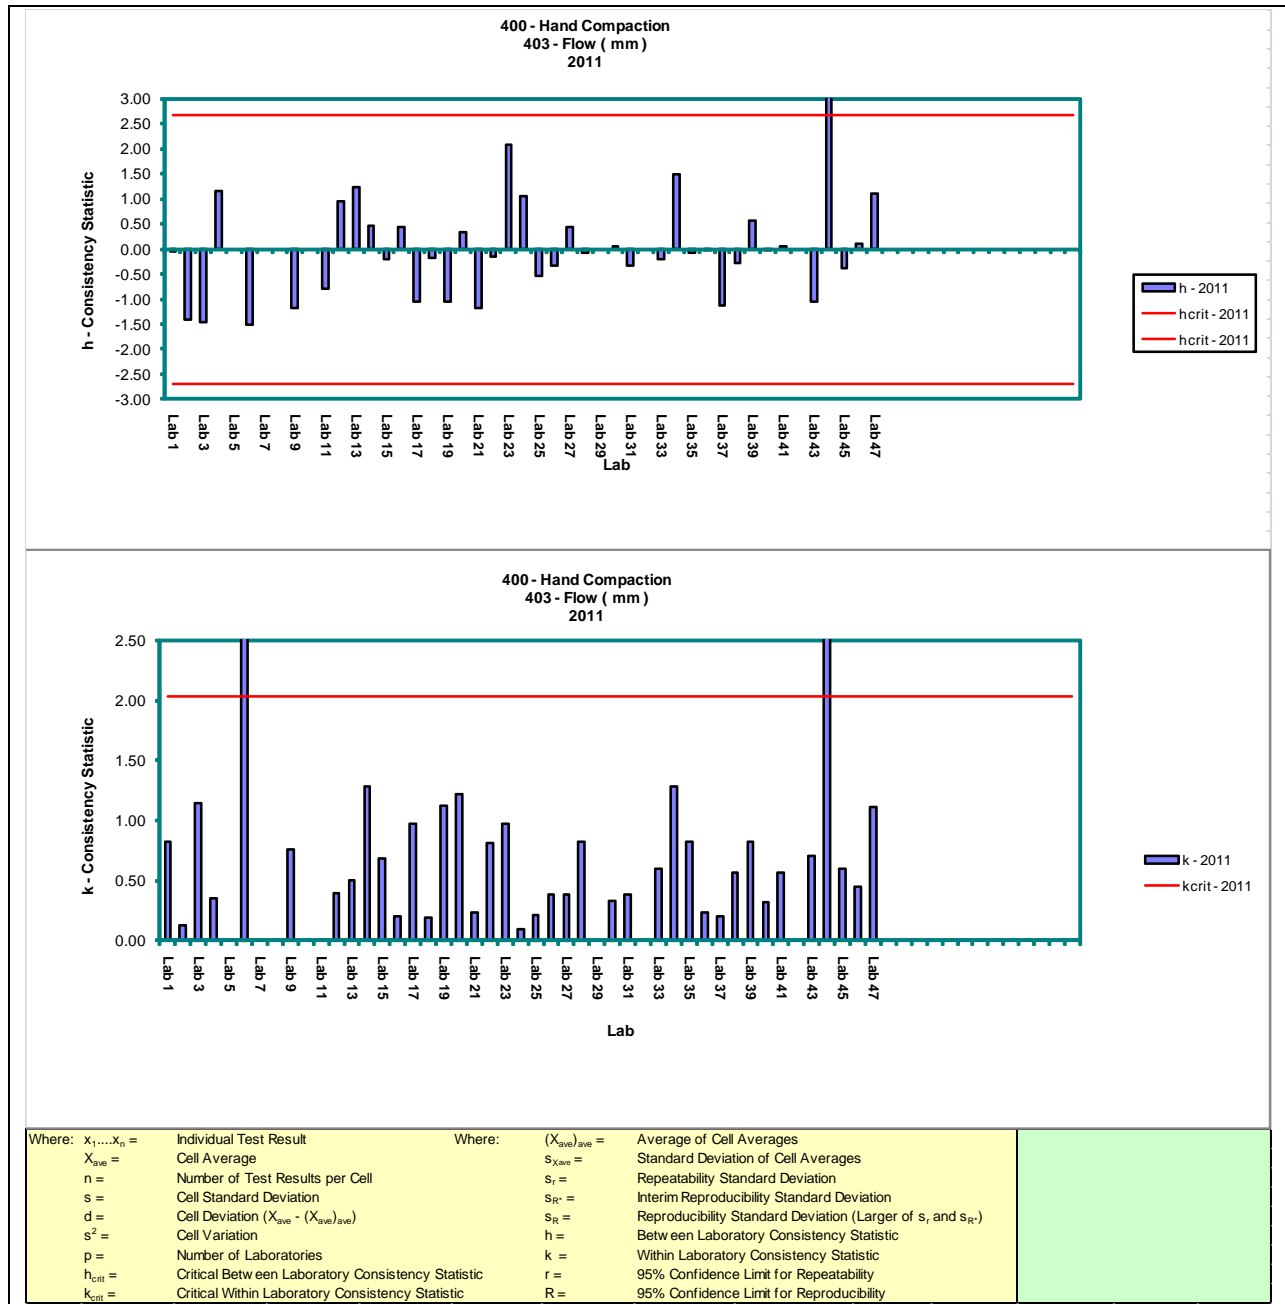 400 - Hand Compaction
403 - Flow ( mm )
2011
h - Consistency Statistic
3.00
2.50
2.00
1.50
1.00
0.50
0.00
-0.50
-1.00
-1.50
-2.00
-2.50
-3.00
Lab 1 Lab 3 Lab 5 Lab 7 Lab 9 Lab 11 Lab 13 Lab 15 Lab 17 Lab 19 Lab 21 Lab 23 Lab 25 Lab 27 Lab 29 Lab 31 Lab 33 Lab 35 Lab 37 Lab 39 Lab 41 Lab 43 Lab 45 Lab 47
Lab
h - 2011
hcrit - 2011
hcrit - 2011
400 - Hand Compaction
403 - Flow ( mm )
2011
k - Consistency Statistic
2.50
2.00
1.50
1.00
0.50
0.00
Lab 1 Lab 3 Lab 5 Lab 7 Lab 9 Lab 11 Lab 13 Lab 15 Lab 17 Lab 19 Lab 21 Lab 23 Lab 25 Lab 27 Lab 29 Lab 31 Lab 33 Lab 35 Lab 37 Lab 39 Lab 41 Lab 43 Lab 45 Lab 47
Lab
k - 2011
kcrit - 2011
Where: x1....xn = Individual Test Result Where: (Xave)ave = Average of Cell Averages
Xave = Cell Average sXave = Standard Deviation of Cell Averages
n = Number of Test Results per Cell sr = Repeatability Standard Deviation
s = Cell Standard Deviation sR* = Interim Reproducibility Standard Deviation
d = Cell Deviation (Xave - (Xave)ave) sR = Reproducibility Standard Deviation (Larger of sr and sR*)
s² = Cell Variation h = Between Laboratory Consistency Statistic
p = Number of Laboratories k = Within Laboratory Consistency Statistic
hcrit = Critical Between Laboratory Consistency Statistic r = 95% Confidence Limit for Repeatability
kcrit = Critical Within Laboratory Consistency Statistic R = 95% Confidence Limit for Reproducibility